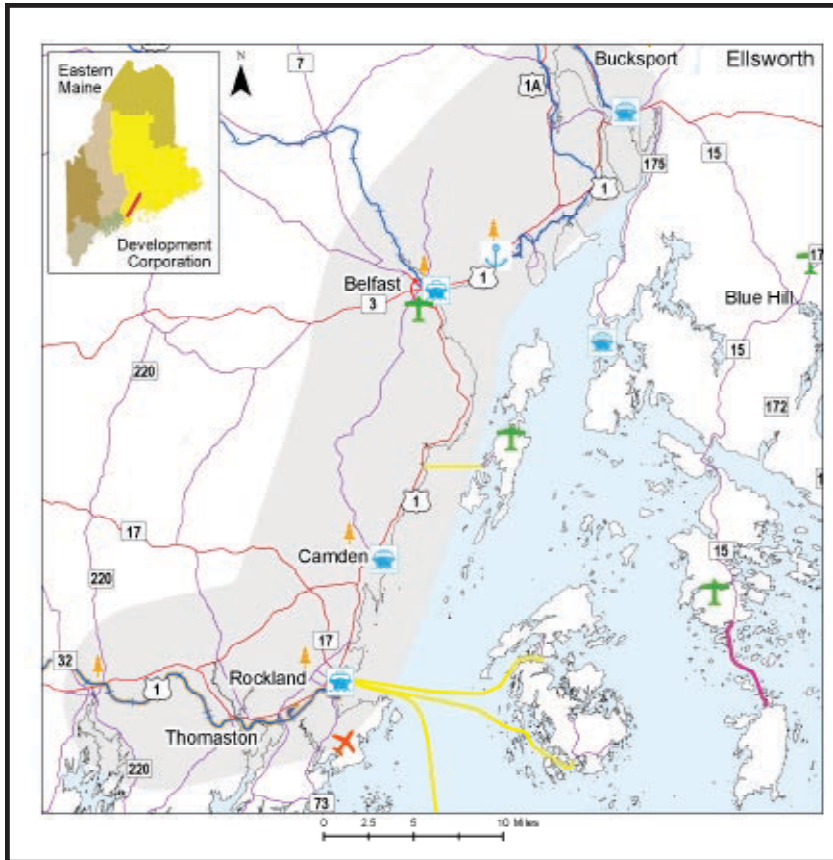 Eastern
Maine
Development
Corporation
N
7
1A
Bucksport
Ellsworth
175
15
1
Belfast
1
3
Blue Hill
15
220
172
1
17
Camden
220
15
17
32
Rockland
1
Thomaston
220
73
0 2.5 5 10 Miles